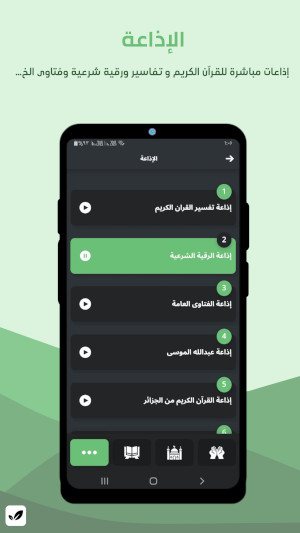 الإذاعة
إذاعات مباشرة للقرآن الكريم و تفاسير ورقية شرعية وفتاوى الخ...
الإذاعة
1
إذاعة تفسير القران الكريم
2
إذاعة الرقية الشرعية
3
إذاعة الفتاوى العامة
4
إذاعة عبدالله الموسى
5
إذاعة القرآن الكريم من الجزائر
6